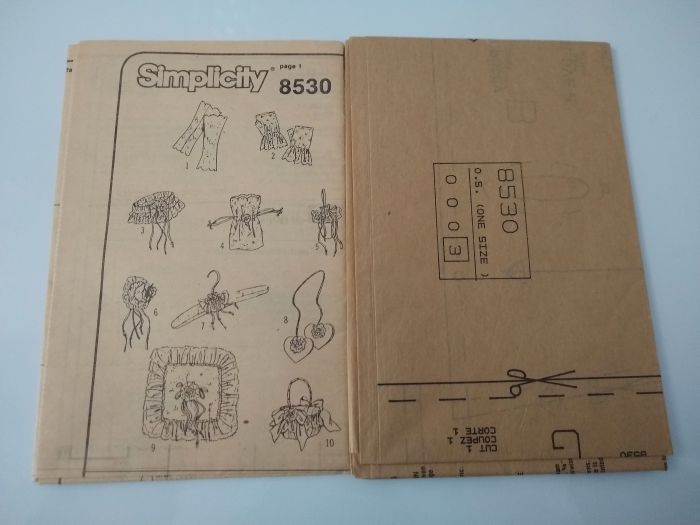 Simplicity® page 1
8530
1
2
3
4
5
6
7
8
9
10
8530
O.S. (ONE SIZE )
0 0 0 3
B
G
CUT 1.
COUPEZ 1.
CORTE 1.
8530